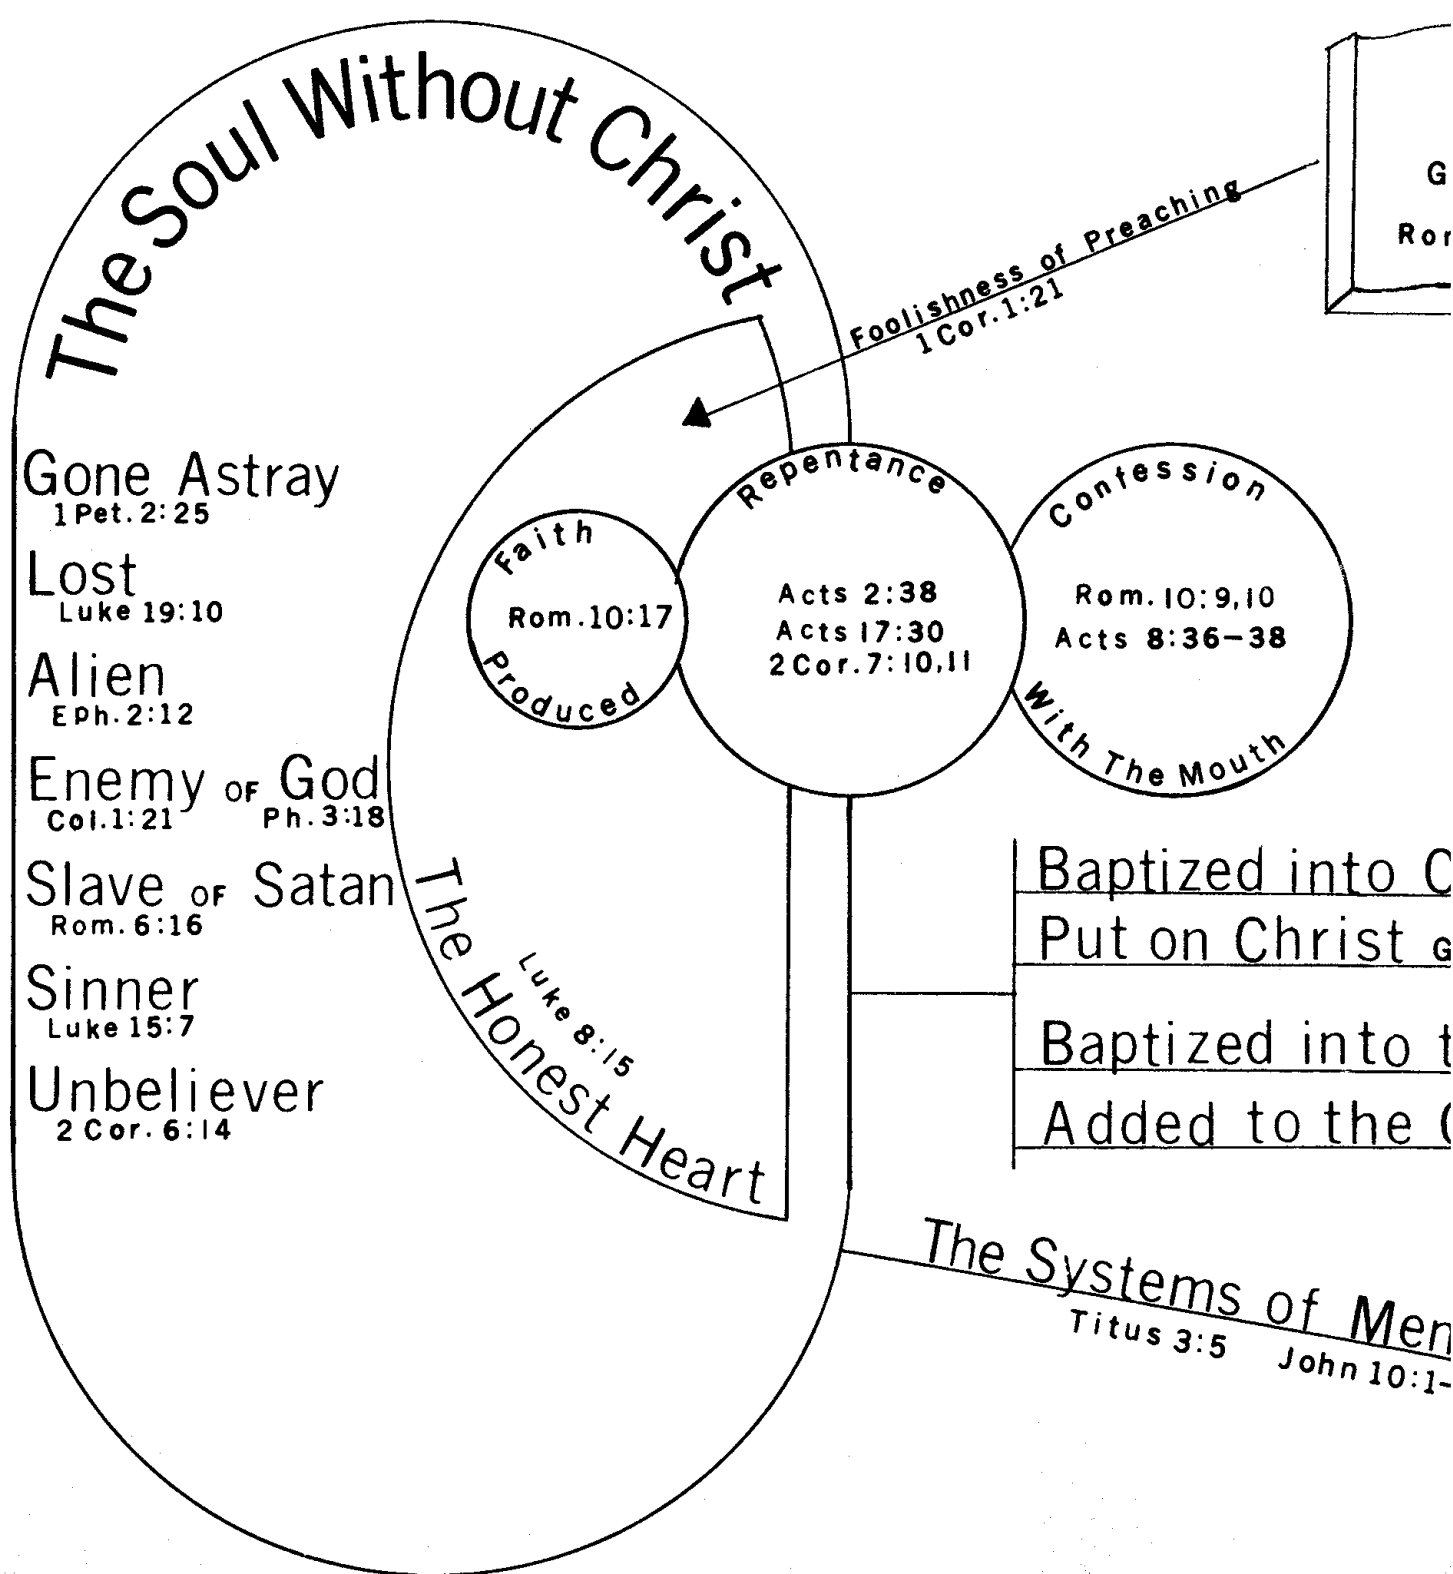 The Soul Without Christ
Foolishness of Preaching
1 Cor. 1:21
G
Gone Astray
1 Pet. 2:25
Lost
Luke 19:10
Alien
Eph. 2:12
Enemy OF God
Col. 1:21 Ph. 3:18
Slave OF Satan
Rom. 6:16
Sinner
Luke 15:7
Unbeliever
2 Cor. 6:14
Faith
Rom. 10:17
Produced
Repentance
Acts 2:38
Acts 17:30
2 Cor. 7:10,11
Confession
Rom. 10:9,10
Acts 8:36-38
With The Mouth
The Honest Heart
Luke 8:15
Baptized into C
Put on Christ G
Baptized into t
Added to the
The Systems of Men
Titus 3:5 John 10:1-